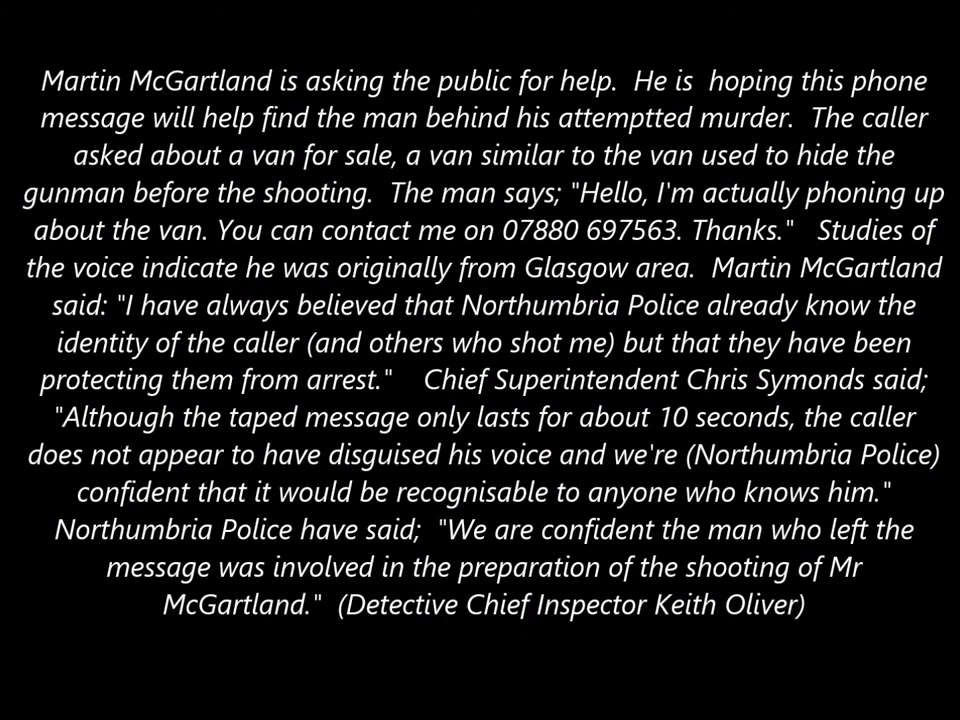 Martin McGartland is asking the public for help.  He is  hoping this phone
message will help find the man behind his attemptted murder.  The caller
asked about a van for sale, a van similar to the van used to hide the
gunman before the shooting.  The man says; "Hello, I'm actually phoning up
about the van. You can contact me on 07880 697563. Thanks."   Studies of
the voice indicate he was originally from Glasgow area.  Martin McGartland
said: "I have always believed that Northumbria Police already know the
identity of the caller (and others who shot me) but that they have been
protecting them from arrest."    Chief Superintendent Chris Symonds said;
"Although the taped message only lasts for about 10 seconds, the caller
does not appear to have disguised his voice and we're (Northumbria Police)
confident that it would be recognisable to anyone who knows him."
Northumbria Police have said;  "We are confident the man who left the
message was involved in the preparation of the shooting of Mr
McGartland."  (Detective Chief Inspector Keith Oliver)